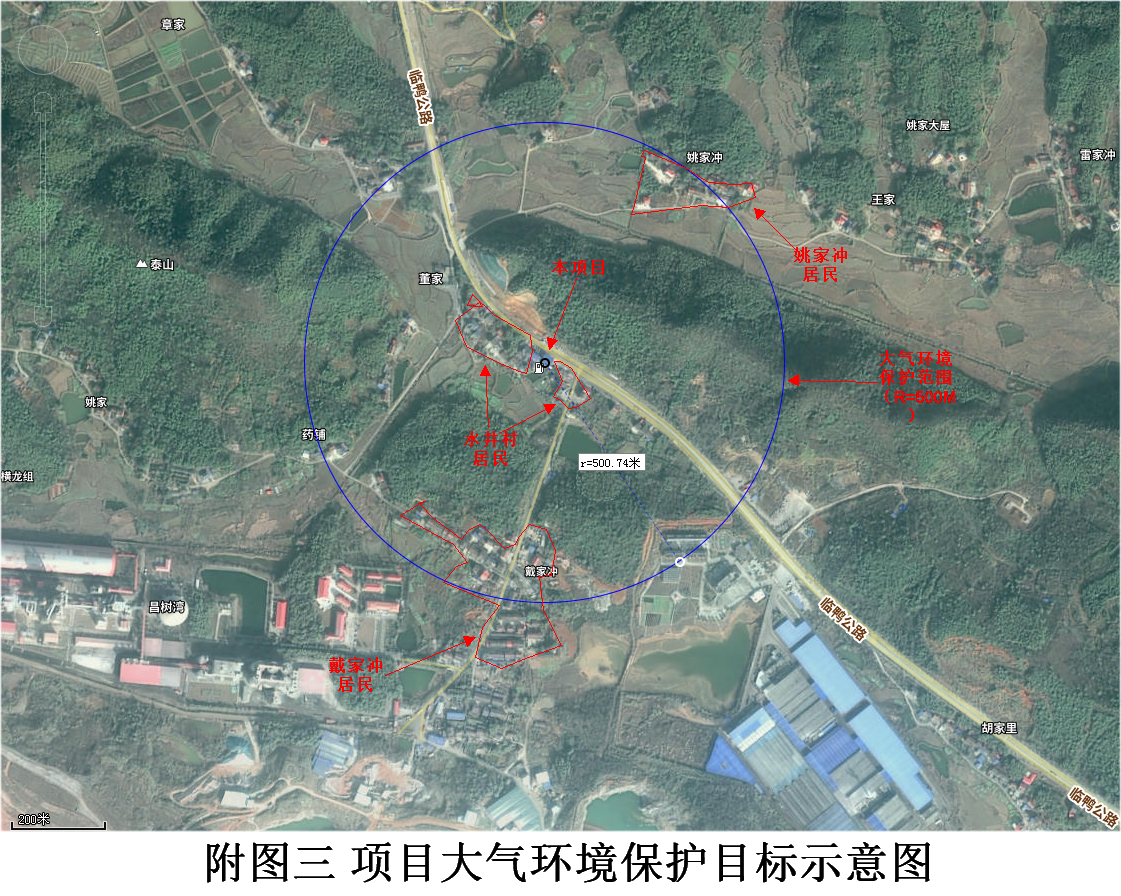 章家
临鸭公路
姚家大屋
姚家冲
雷家冲
王家
姚家冲
居民
泰山
董家
本项目
大气环境
保护范围
（R=500M
）
姚家
药铺
水井村
居民
r=500.74米
横龙组
戴家冲
昌树湾
临鸭公路
戴家冲
居民
胡家里
临鸭公路
200米
附图三 项目大气环境保护目标示意图